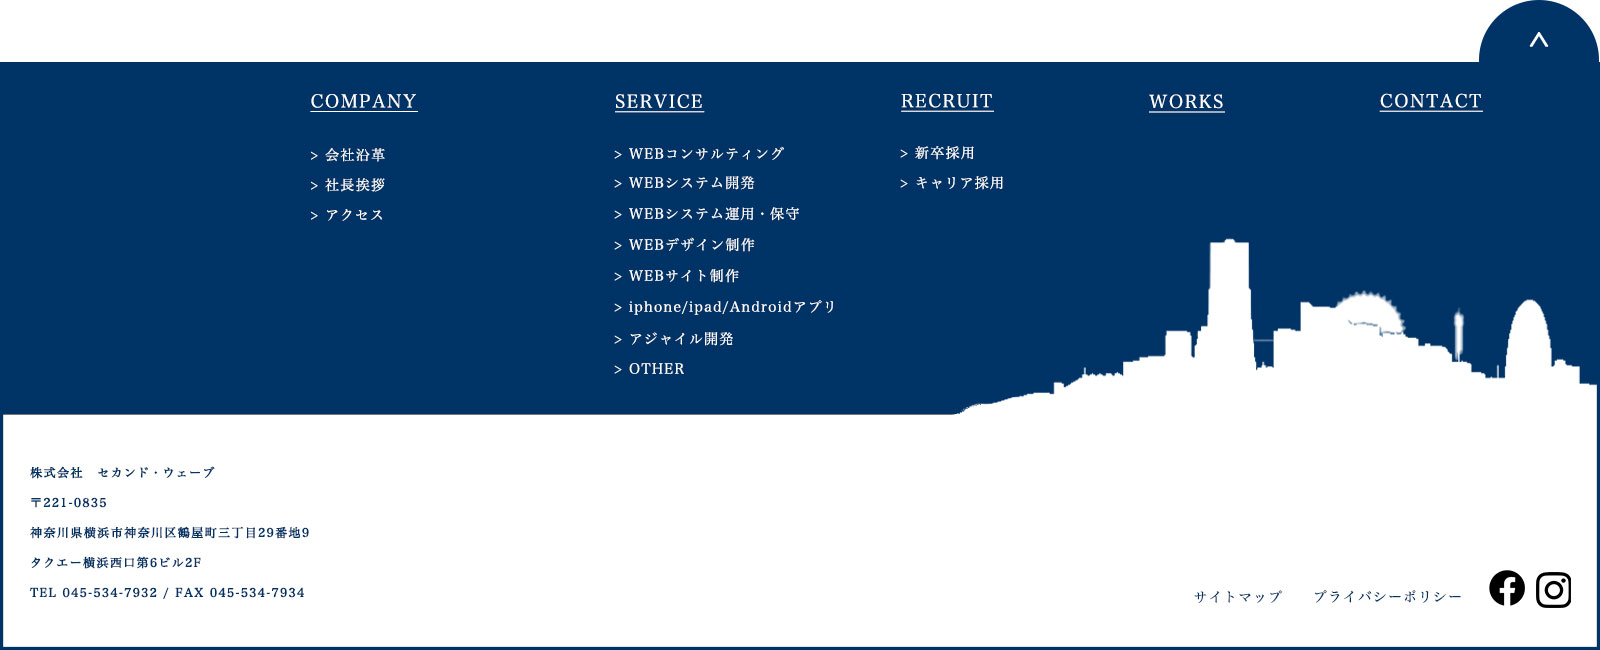 COMPANY
> 会社沿革
> 社長挨拶
> アクセス
SERVICE
> WEBコンサルティング
> WEBシステム開発
> WEBシステム運用・保守
> WEBデザイン制作
> WEBサイト制作
> iphone/ipad/Androidアプリ
> アジャイル開発
> OTHER
RECRUIT
> 新卒採用
> キャリア採用
WORKS
CONTACT
株式会社　セカンド・ウェーブ
〒221-0835
神奈川県横浜市神奈川区鶴屋町三丁目29番地9
タクエー横浜西口第6ビル2F
TEL 045-534-7932 / FAX 045-534-7934
サイトマップ
プライバシーポリシー